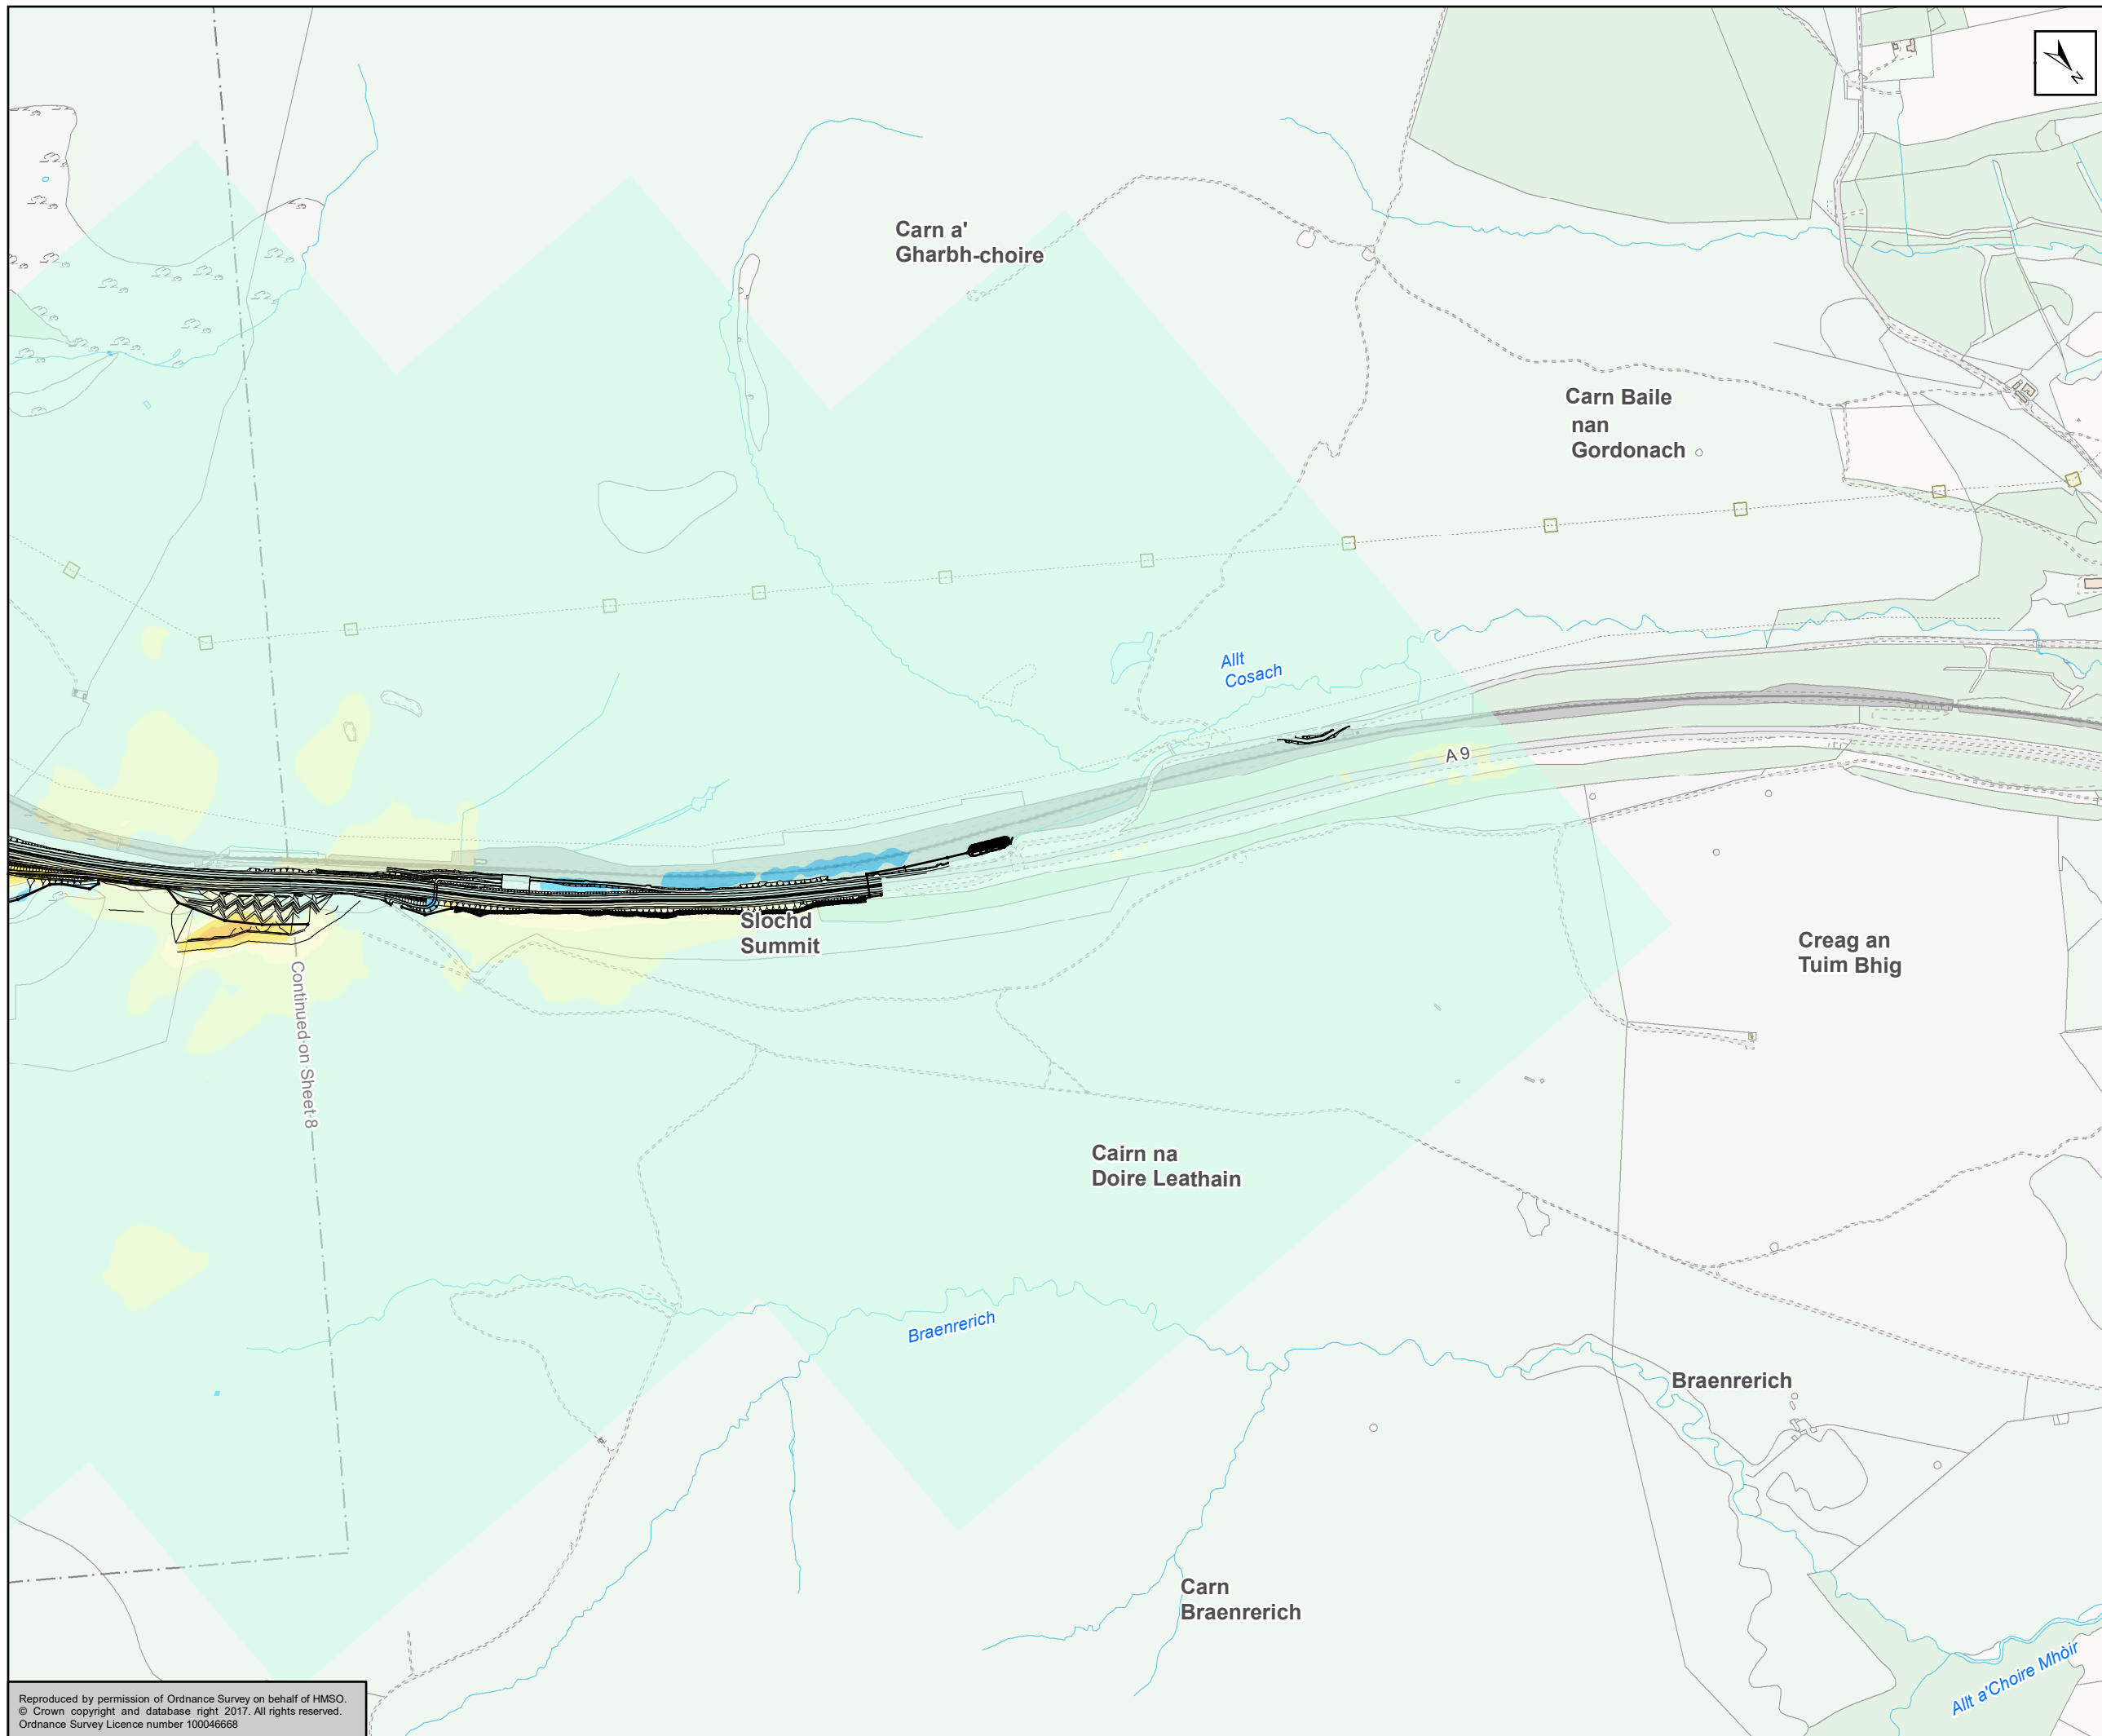 N
Carn a'
Gharbh-choire
Carn Baile
nan
Gordonach
Allt
Cosach
A 9
Slochd
Summit
Creag an
Tuim Bhig
Continued on Sheet 8
Cairn na
Doire Leathain
Braenrerich
Braenrerich
Carn
Braenrerich
Allt a'Choire Mhòir
Reproduced by permission of Ordnance Survey on behalf of HMSO.
© Crown copyright and database right 2017. All rights reserved.
Ordnance Survey Licence number 100046668